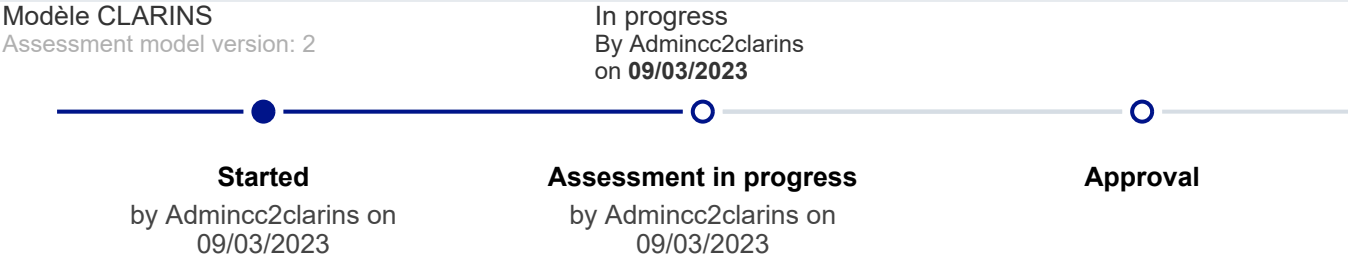 Modèle CLARINS
Assessment model version: 2
In progress
By Admincc2clarins
on 09/03/2023
Started
by Admincc2clarins on
09/03/2023
Assessment in progress
by Admincc2clarins on
09/03/2023
Approval